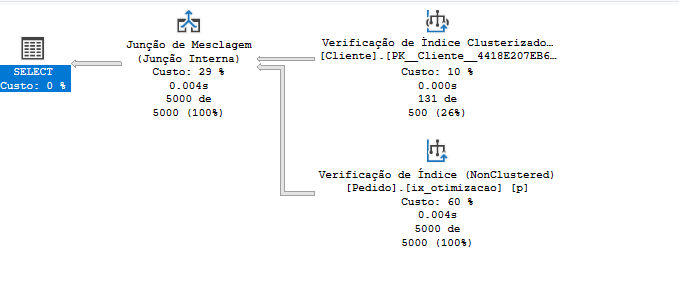 SELECT
Custo: 0 %
Junção de Mesclagem
(Junção Interna)
Custo: 29 %
0.004s
5000 de
5000 (100%)
Verificação de Índice Clusterizado…
[Cliente].[PK__Cliente__4418E207EB6…
Custo: 10 %
0.000s
131 de
500 (26%)
Verificação de Índice (NonClustered)
[Pedido].[ix_otimizacao] [p]
Custo: 60 %
0.004s
5000 de
5000 (100%)